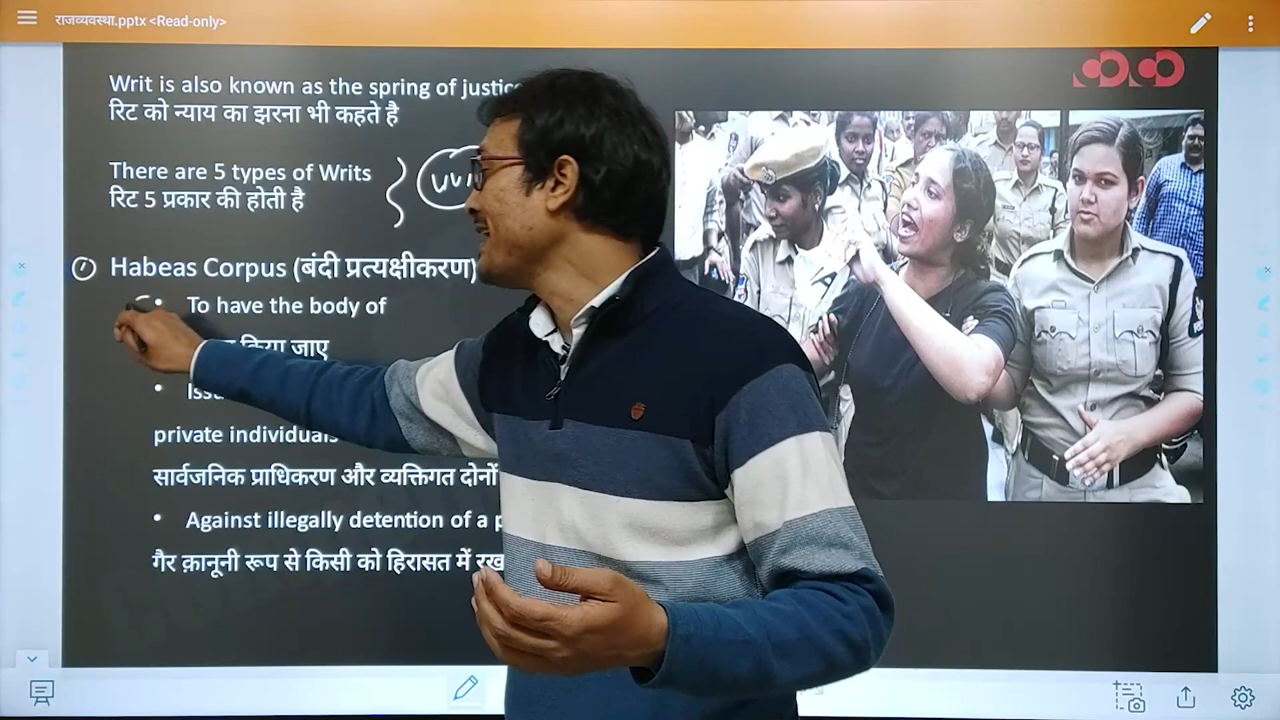 राजव्यवस्था.pptx <Read-only>
Writ is also known as the spring of
रिट को न्याय का झरना भी कहते है
There are 5 types of Writs
रिट 5 प्रकार की होती है
Habeas Corpus (बंदी प्रत्यक्षीकरण)
To have the body of
किया जाए
private individuals
सार्वजनिक प्राधिकरण और व्यक्तिगत दोनों
Against illegally detention of a
गैर क़ानूनी रूप से किसी को हिरासत में